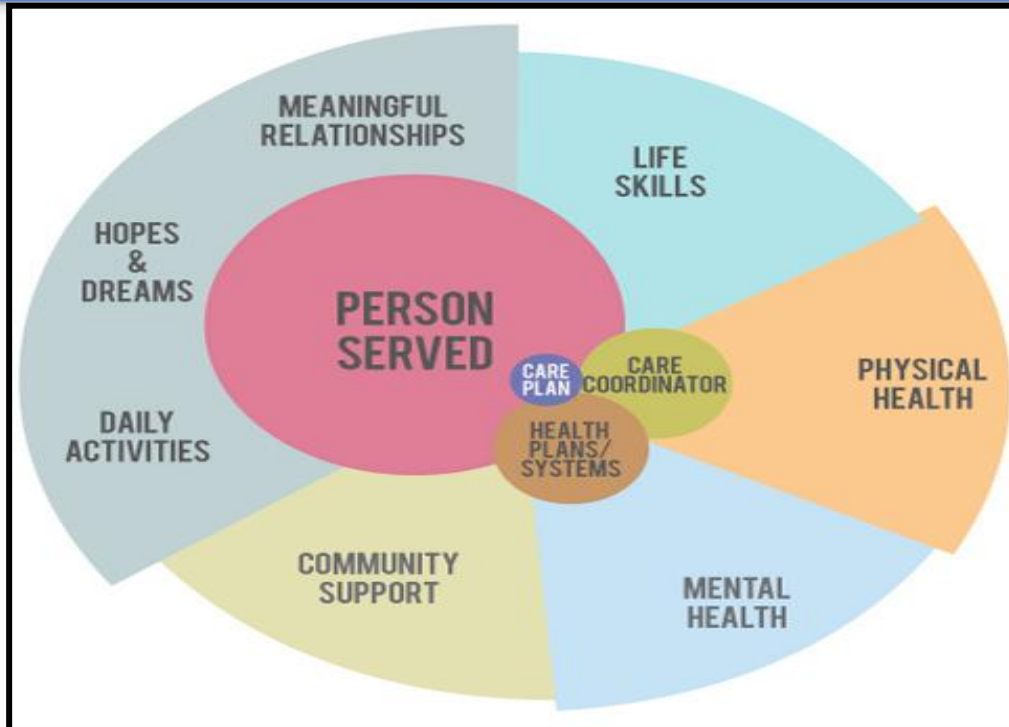 MEANINGFUL
RELATIONSHIPS
LIFE
SKILLS
HOPES
&
DREAMS
PERSON
SERVED
CARE
PLAN
CARE
COORDINATOR
PHYSICAL
HEALTH
DAILY
ACTIVITIES
HEALTH
PLANS/
SYSTEMS
COMMUNITY
SUPPORT
MENTAL
HEALTH